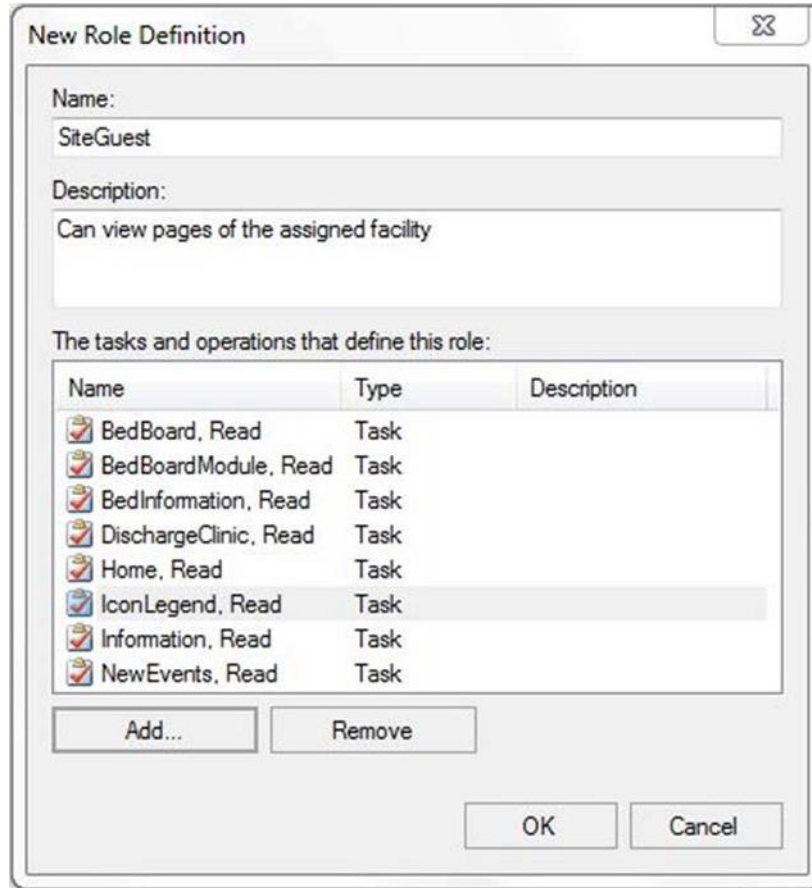 New Role Definition
Name:
SiteGuest
Description:
Can view pages of the assigned facility
The tasks and operations that define this role:
Name Type Description
BedBoard, Read Task
BedBoardModule, Read Task
BedInformation, Read Task
DischargeClinic, Read Task
Home, Read Task
IconLegend, Read Task
Information, Read Task
NewEvents, Read Task
Add... Remove
OK Cancel